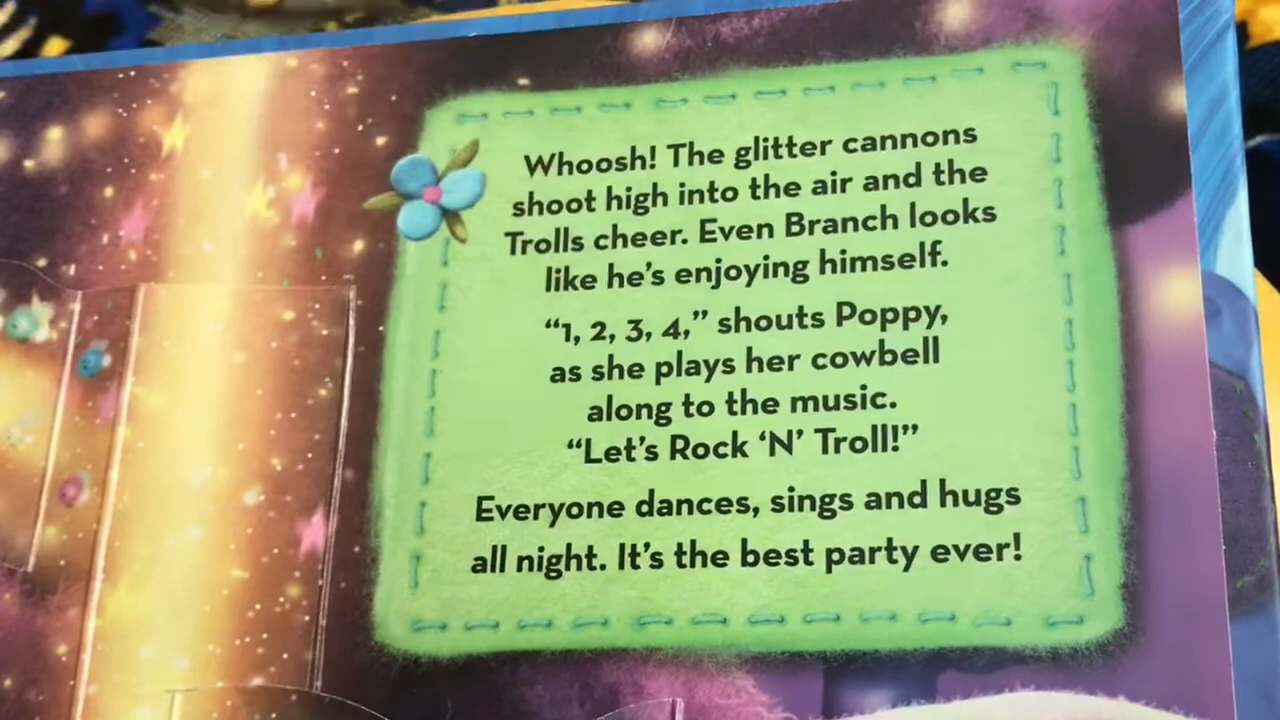 Whoosh! The glitter cannons
shoot high into the air and the
Trolls cheer. Even Branch looks
like he's enjoying himself.
“1, 2, 3, 4,” shouts Poppy,
as she plays her cowbell
along to the music.
“Let's Rock ‘N’ Troll!”
Everyone dances, sings and hugs
all night. It's the best party ever!